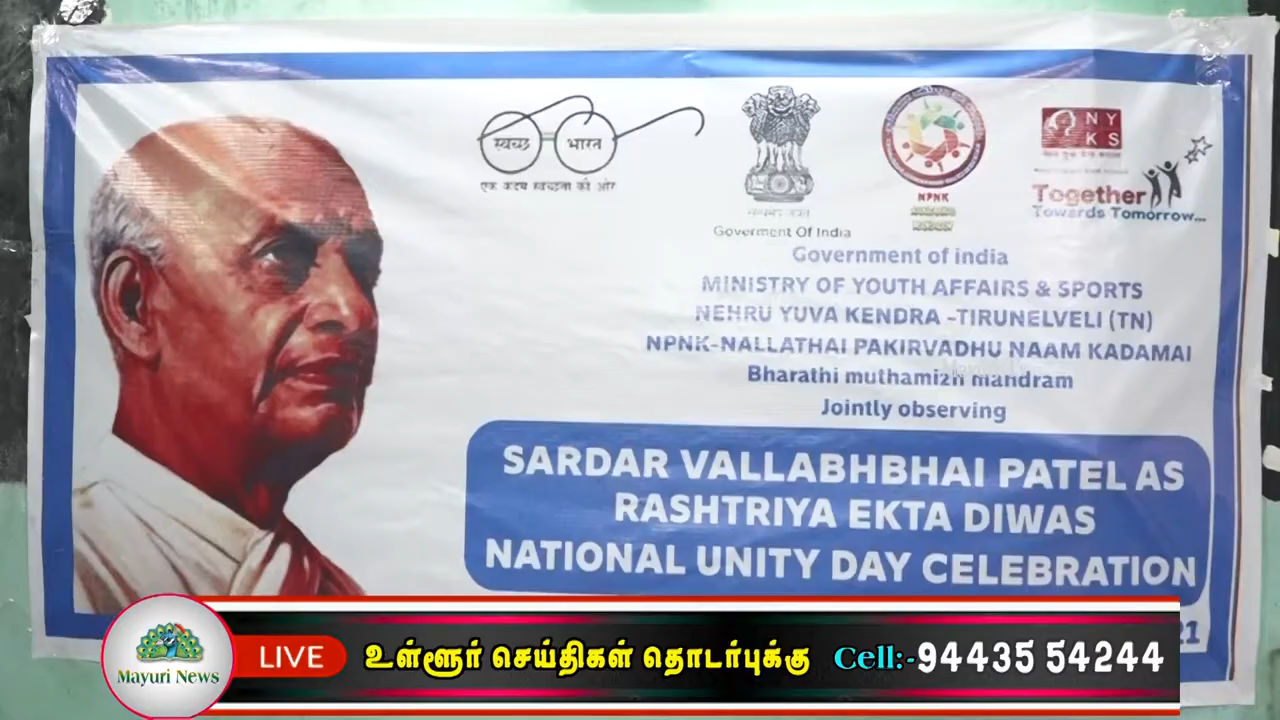 स्वच्छ भारत
एक कदम स्वच्छता की ओर
Goverment Of India
NPNK
NY
KS
Together
Towards Tomorrow...
Government of india
MINISTRY OF YOUTH AFFAIRS & SPORTS
NEHRU YUVA KENDRA -TIRUNELVELI (TN)
NPNK-NALLATHAI PAKIRVADHU NAAM KADAMAI
Bharathi muthamizh mandram
Jointly observing
SARDAR VALLABHBHAI PATEL AS
RASHTRIYA EKTA DIWAS
NATIONAL UNITY DAY CELEBRATION
21
Mayuri News
LIVE உள்ளூர் செய்திகள் தொடர்புக்கு Cell:-94435 54244